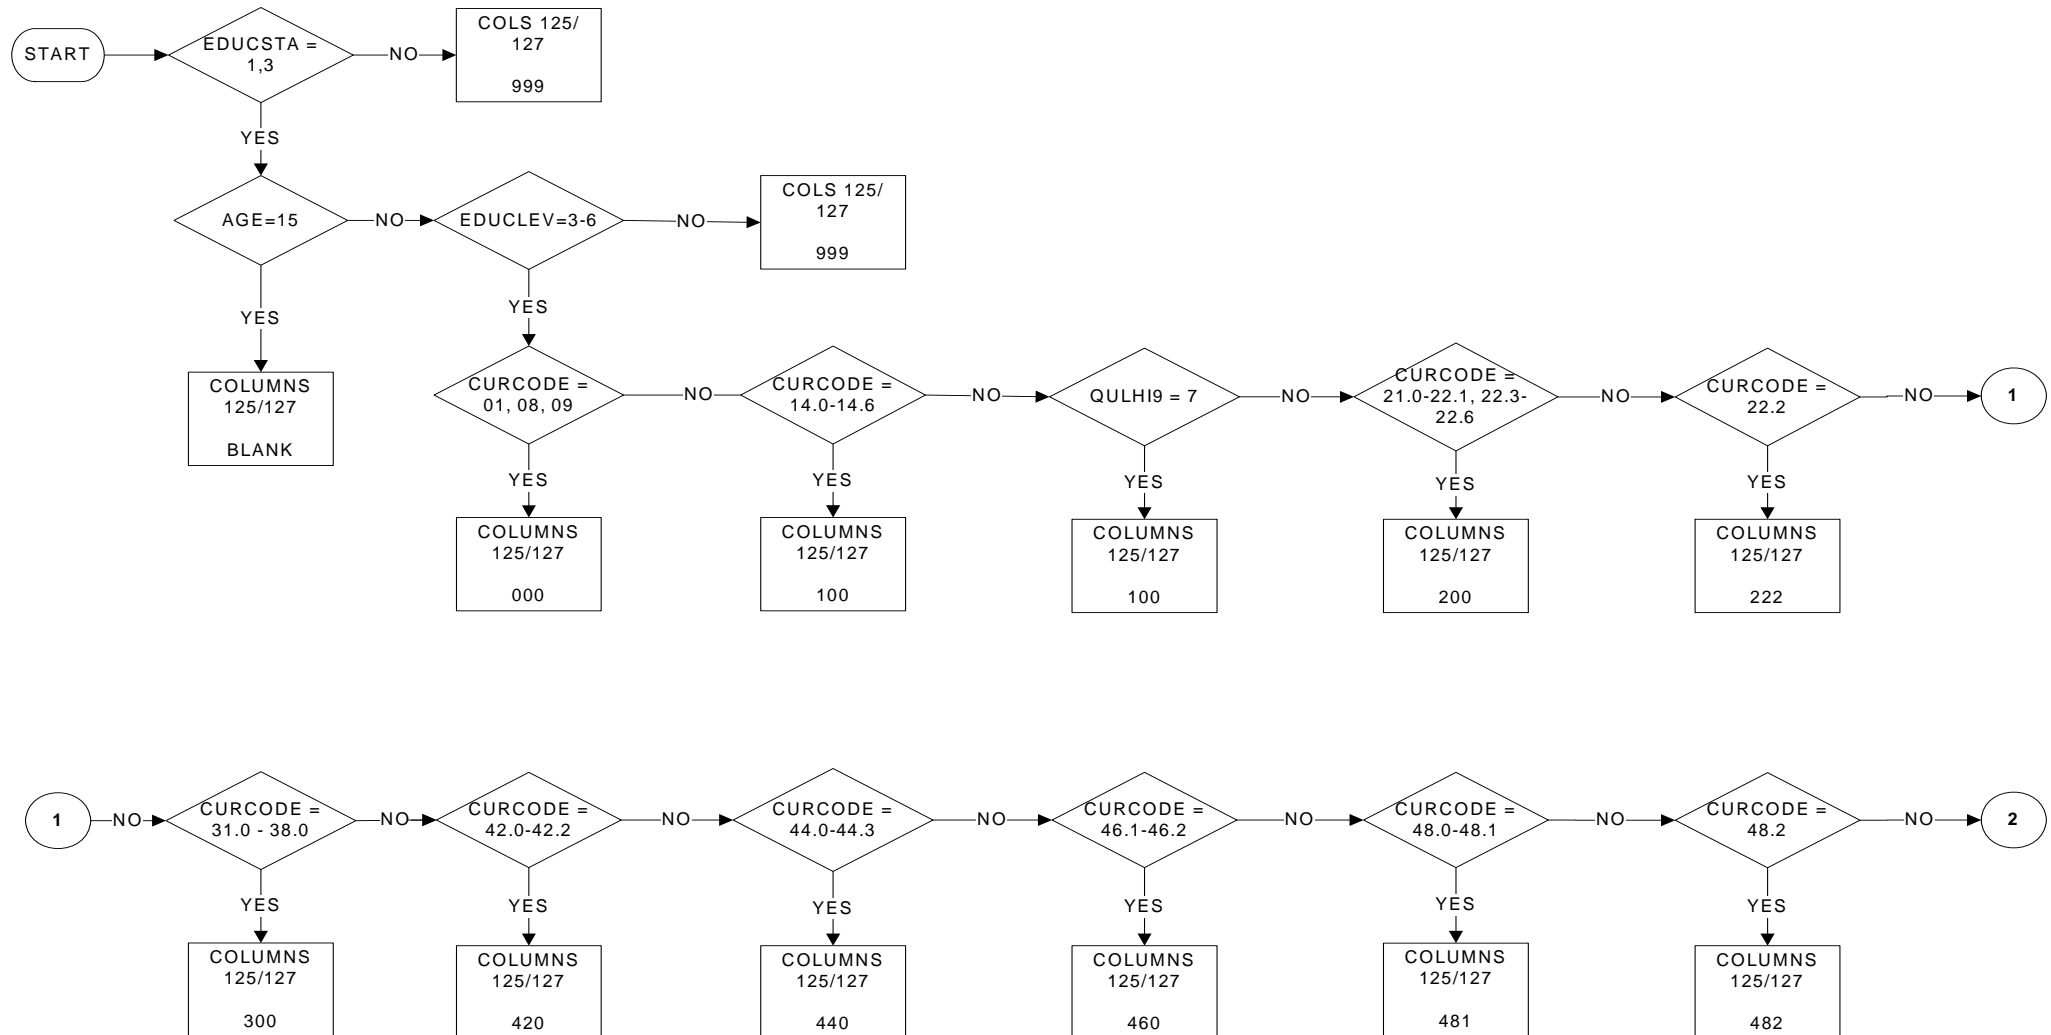 START
EDUCSTA =
1,3
NO
COLS 125/
127
999
YES
AGE=15
NO
EDUCLEV=3-6
NO
COLS 125/
127
999
YES
COLUMNS
125/127
BLANK
YES
CURCODE =
01, 08, 09
NO
CURCODE =
14.0-14.6
NO
QULHI9 = 7
NO
CURCODE =
21.0-22.1, 22.3-
22.6
NO
CURCODE =
22.2
NO
1
YES
COLUMNS
125/127
000
YES
COLUMNS
125/127
100
YES
COLUMNS
125/127
100
YES
COLUMNS
125/127
200
YES
COLUMNS
125/127
222
1
NO
CURCODE =
31.0 - 38.0
NO
CURCODE =
42.0-42.2
NO
CURCODE =
44.0-44.3
NO
CURCODE =
46.1-46.2
NO
CURCODE =
48.0-48.1
NO
CURCODE =
48.2
NO
2
YES
COLUMNS
125/127
300
YES
COLUMNS
125/127
420
YES
COLUMNS
125/127
440
YES
COLUMNS
125/127
460
YES
COLUMNS
125/127
481
YES
COLUMNS
125/127
482